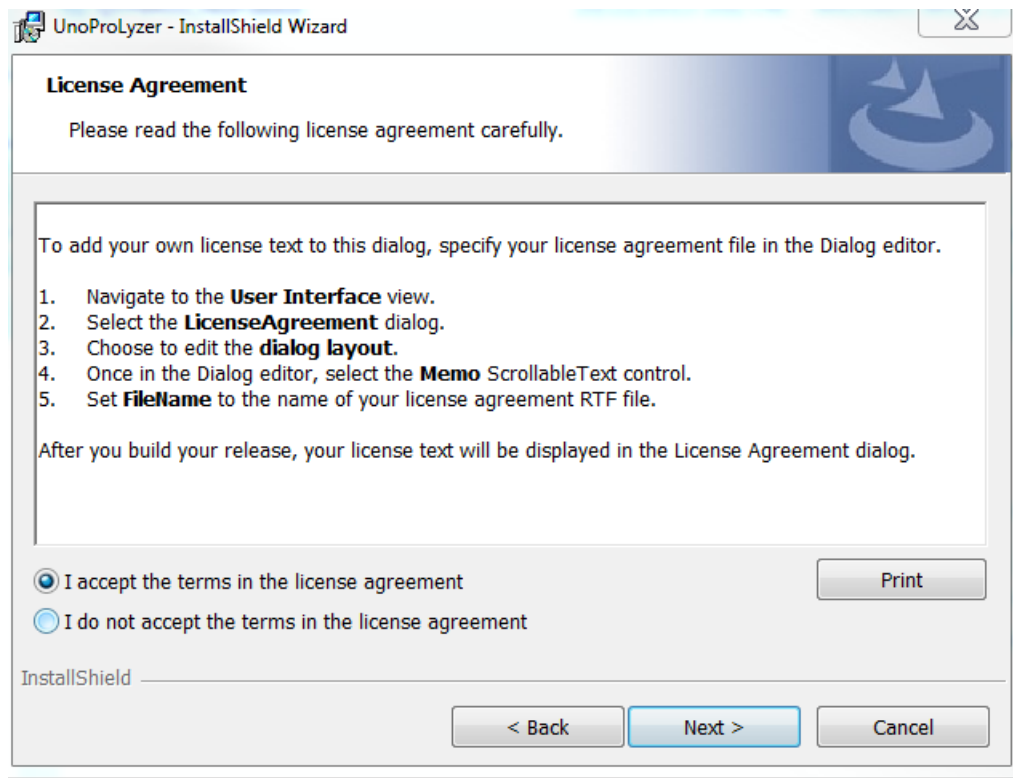 UnoProLyzer - InstallShield Wizard
License Agreement
Please read the following license agreement carefully.
To add your own license text to this dialog, specify your license agreement file in the Dialog editor.
1. Navigate to the User Interface view.
2. Select the LicenseAgreement dialog.
3. Choose to edit the dialog layout.
4. Once in the Dialog editor, select the Memo ScrollableText control.
5. Set FileName to the name of your license agreement RTF file.
After you build your release, your license text will be displayed in the License Agreement dialog.
I accept the terms in the license agreement
Print
I do not accept the terms in the license agreement
InstallShield
< Back
Next >
Cancel